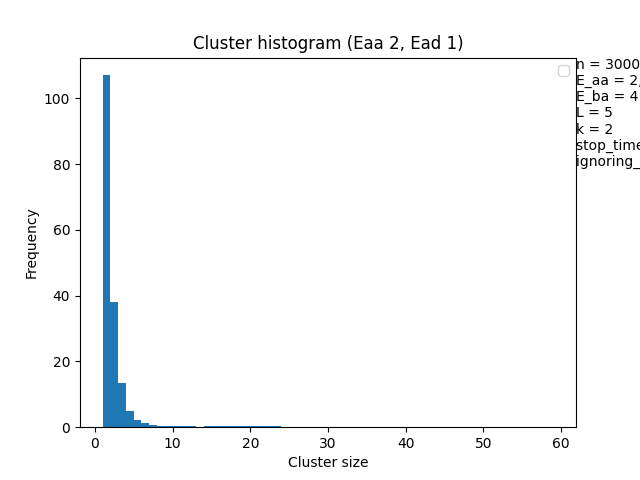 Cluster histogram (Eaa 2, Ead 1)
n = 3000
E_aa = 2,
E_ba = 4
L = 5
k = 2
stop_time
ignoring_
100
80
60
40
20
0
Frequency
0 10 20 30 40 50 60
Cluster size